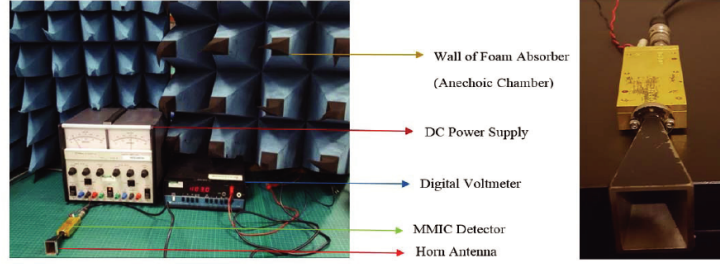 Wall of Foam Absorber
(Anechoic Chamber)
DC Power Supply
Digital Voltmeter
MMIC Detector
Horn Antenna